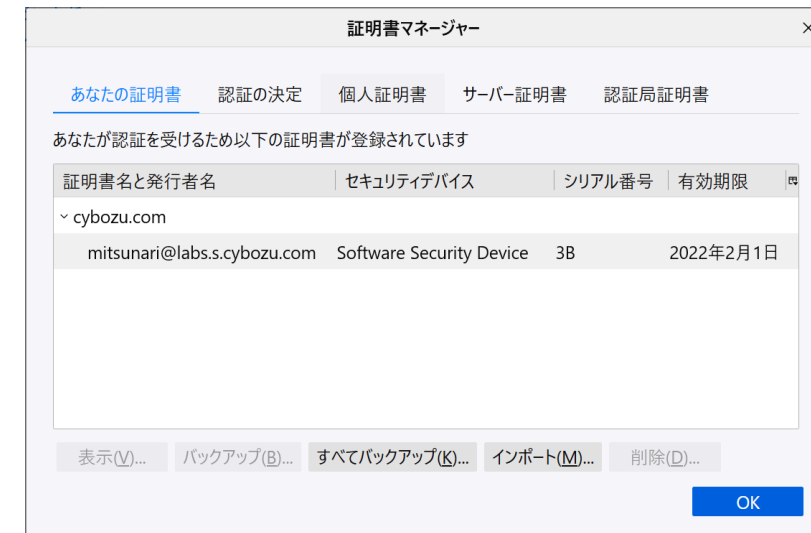 証明書マネージャー
あなたの証明書 認証の決定 個人証明書 サーバー証明書 認証局証明書
あなたが認証を受けるため以下の証明書が登録されています
証明書名と発行者名 セキュリティデバイス シリアル番号 有効期限
cybozu.com
mitsunari@labs.s.cybozu.com Software Security Device 3B 2022年2月1日
表示(V)... バックアップ(B)... すべてバックアップ(K)... インポート(M)... 削除(D)...
OK